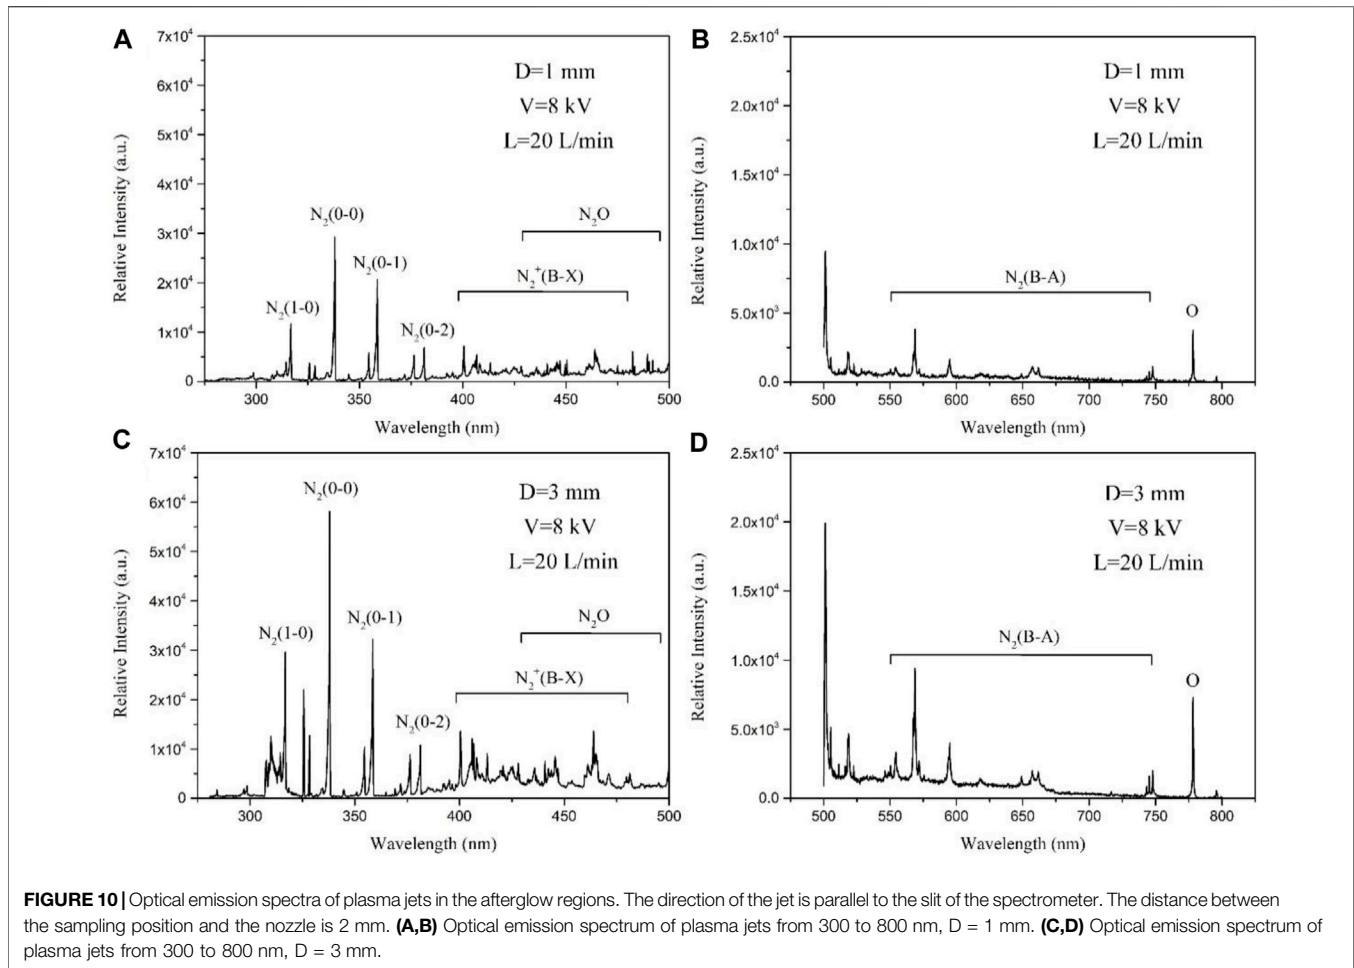 A
7x10⁴
6x10⁴
5x10⁴
4x10⁴
3x10⁴
2x10⁴
1x10⁴
0
Relative Intensity (a.u.)
D=1 mm
V=8 kV
L=20 L/min
N₂(0-0)
N₂O
N₂(0-1)
N₂⁺(B-X)
N₂(1-0)
N₂(0-2)
300 350 400 450 500
Wavelength (nm)
B
2.5x10⁴
2.0x10⁴
1.5x10⁴
1.0x10⁴
5.0x10³
0.0
Relative Intensity (a.u.)
D=1 mm
V=8 kV
L=20 L/min
N₂(B-A)
O
500 550 600 650 700 750 800
Wavelength (nm)
C
7x10⁴
6x10⁴
5x10⁴
4x10⁴
3x10⁴
2x10⁴
1x10⁴
0
Relative Intensity (a.u.)
N₂(0-0)
D=3 mm
V=8 kV
L=20 L/min
N₂(0-1)
N₂O
N₂(1-0)
N₂⁺(B-X)
N₂(0-2)
300 350 400 450 500
Wavelength (nm)
D
2.5x10⁴
2.0x10⁴
1.5x10⁴
1.0x10⁴
5.0x10³
0.0
Relative Intensity (a.u.)
D=3 mm
V=8 kV
L=20 L/min
N₂(B-A)
O
500 550 600 650 700 750 800
Wavelength (nm)
FIGURE 10 | Optical emission spectra of plasma jets in the afterglow regions. The direction of the jet is parallel to the slit of the spectrometer. The distance between
the sampling position and the nozzle is 2 mm. (A,B) Optical emission spectrum of plasma jets from 300 to 800 nm, D = 1 mm. (C,D) Optical emission spectrum of
plasma jets from 300 to 800 nm, D = 3 mm.